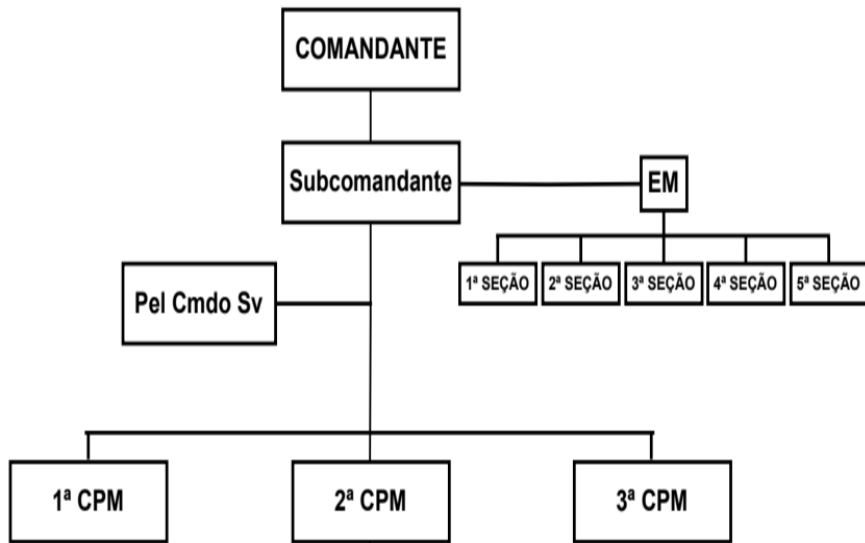 COMANDANTE
Subcomandante
EM
1ª SEÇÃO
2ª SEÇÃO
3ª SEÇÃO
4ª SEÇÃO
5ª SEÇÃO
Pel Cmdo Sv
1ª CPM
2ª CPM
3ª CPM